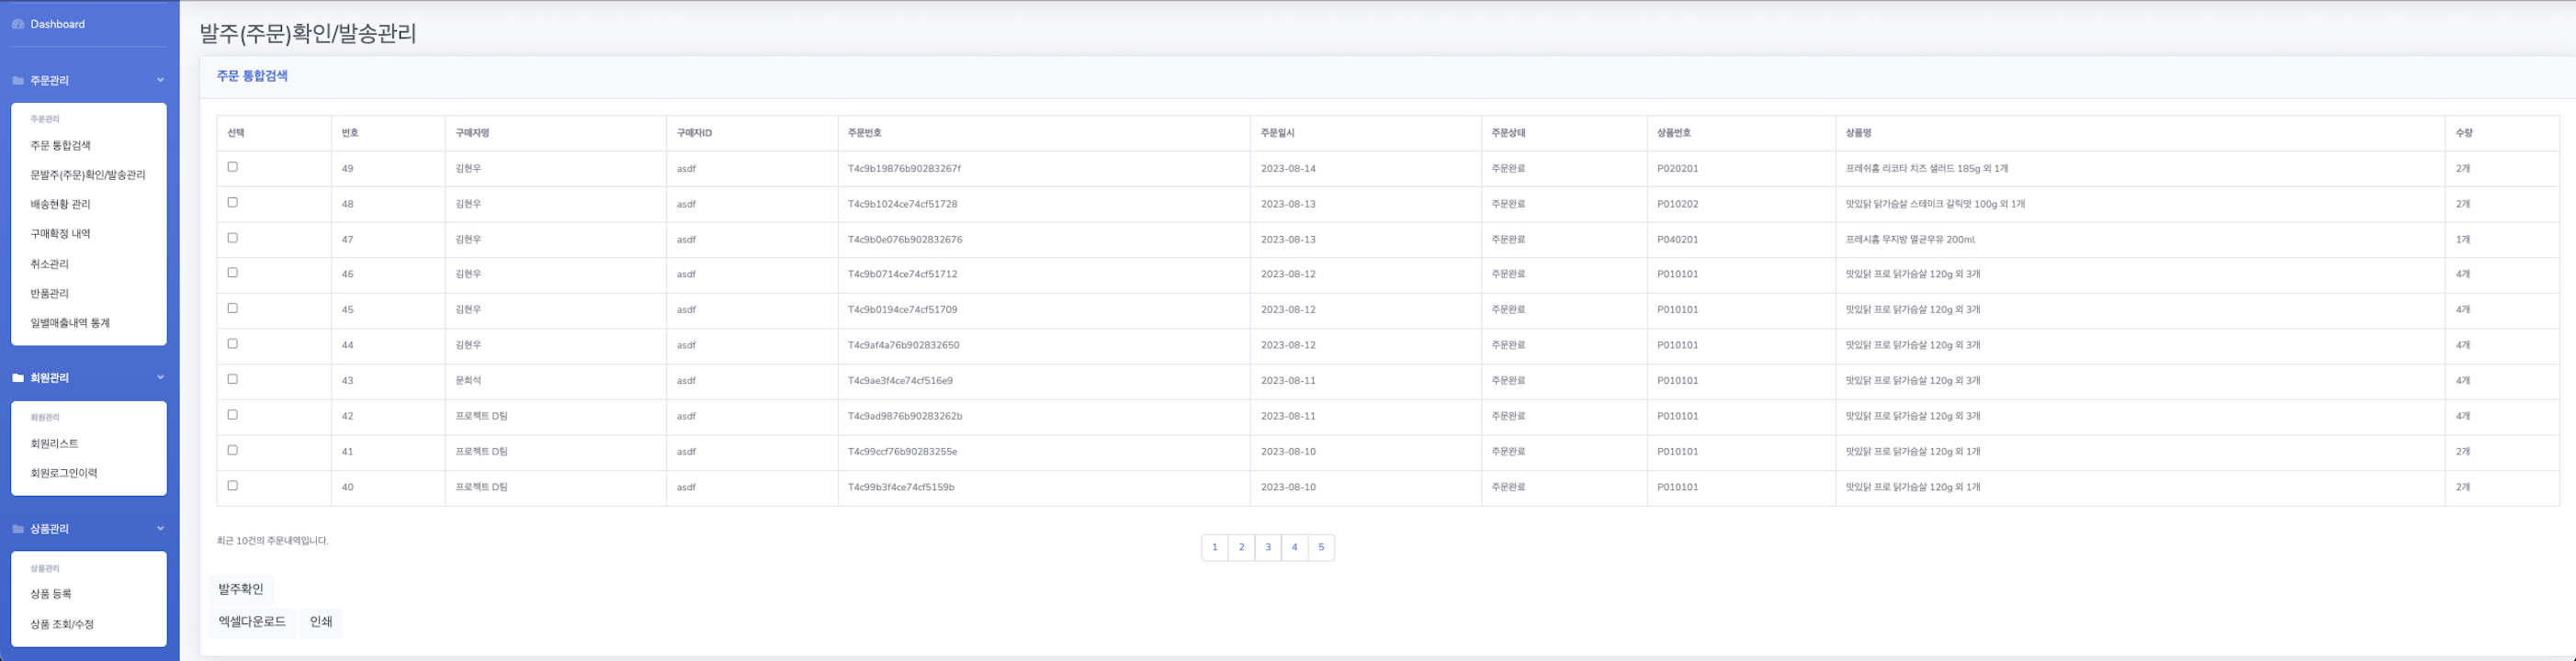 Dashboard
주문관리
주문관리
주문 통합검색
문발주(주문)확인/발송관리
배송현황 관리
구매확정 내역
취소관리
반품관리
일별매출내역 통계
회원관리
회원관리
회원리스트
회원로그인이력
상품관리
상품관리
상품 등록
상품 조회/수정
발주(주문)확인/발송관리
주문 통합검색
선택 번호 구매자명 구매자ID 주문번호 주문일시 주문상태 상품번호 상품명 수량
49 김현우 asdf T4c9b19876b90283267f 2023-08-14 주문완료 P020201 프레쉬홈 리코타 치즈 샐러드 185g 외 1개 2개
48 김현우 asdf T4c9b1024ce74cf51728 2023-08-13 주문완료 P010202 맛있닭 닭가슴살 스테이크 갈릭맛 100g 외 1개 2개
47 김현우 asdf T4c9b0e076b902832676 2023-08-13 주문완료 P040201 프레시홈 무지방 멸균우유 200ml 1개
46 김현우 asdf T4c9b0714ce74cf51712 2023-08-12 주문완료 P010101 맛있닭 프로 닭가슴살 120g 외 3개 4개
45 김현우 asdf T4c9b0194ce74cf51709 2023-08-12 주문완료 P010101 맛있닭 프로 닭가슴살 120g 외 3개 4개
44 김현우 asdf T4c9af4a76b902832650 2023-08-12 주문완료 P010101 맛있닭 프로 닭가슴살 120g 외 3개 4개
43 문희석 asdf T4c9ae3f4ce74cf516e9 2023-08-11 주문완료 P010101 맛있닭 프로 닭가슴살 120g 외 3개 4개
42 프로젝트 D팀 asdf T4c9ad9876b90283262b 2023-08-11 주문완료 P010101 맛있닭 프로 닭가슴살 120g 외 3개 4개
41 프로젝트 D팀 asdf T4c99ccf76b90283255e 2023-08-10 주문완료 P010101 맛있닭 프로 닭가슴살 120g 외 1개 2개
40 프로젝트 D팀 asdf T4c99b3f4ce74cf5159b 2023-08-10 주문완료 P010101 맛있닭 프로 닭가슴살 120g 외 1개 2개
최근 10건의 주문내역입니다.
1 2 3 4 5
발주확인
엑셀다운로드 인쇄